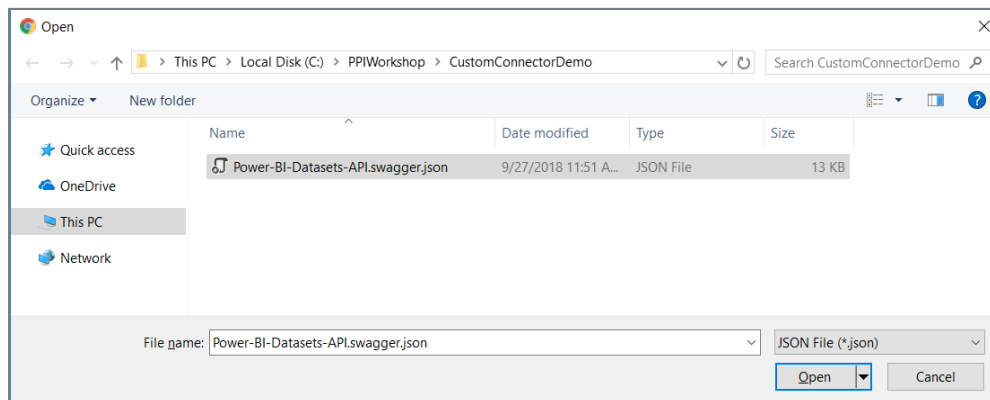 Open
This PC > Local Disk (C:) > PPIWorkshop > CustomConnectorDemo
Search CustomConnectorDemo
Organize
New folder
?
Name
Date modified
Type
Size
Quick access
OneDrive
This PC
Network
Power-BI-Datasets-API.swagger.json 9/27/2018 11:51 A... JSON File 13 KB
File name: Power-BI-Datasets-API.swagger.json
JSON File (*.json)
Open
Cancel